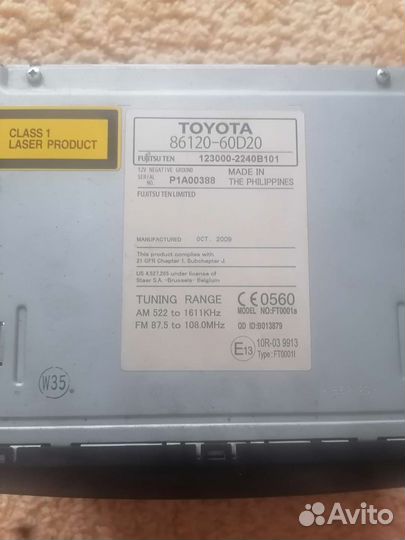 TOYOTA
86120-60D20
FUJITSU TEN 123000-2240B101
12V NEGATIVE GROUND
SERIAL NO. P1A00388
MADE IN THE PHILIPPINES
FUJITSU TEN LIMITED
MANUFACTURED OCT. 2009
This product complies with
21 CFR Chapter 1, Subchapter J.
US 4,527,265 under license of
Staar S.A. -Brussels- Belgium
TUNING RANGE
AM 522 to 1611KHz
FM 87.5 to 108.0MHz
CE0560
MODEL NO:FT0001a
QD ID:B013879
E13 10R-03 9913
Type:FT0001I
CLASS 1
LASER PRODUCT
W35
Avito